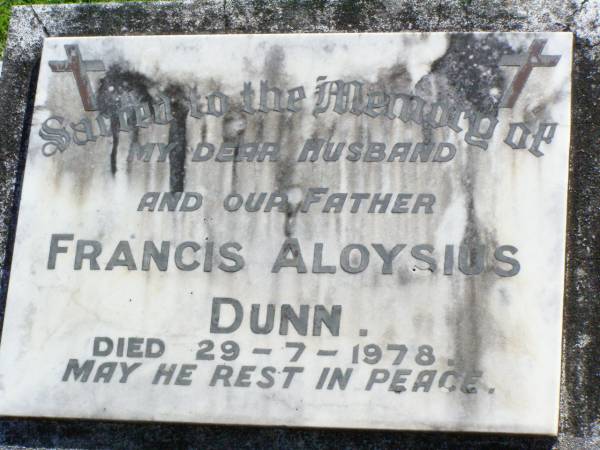 Sacred to the Memory of
MY DEAR HUSBAND
AND OUR FATHER
FRANCIS ALOYSIUS
DUNN.
DIED 29-7-1978.
MAY HE REST IN PEACE.